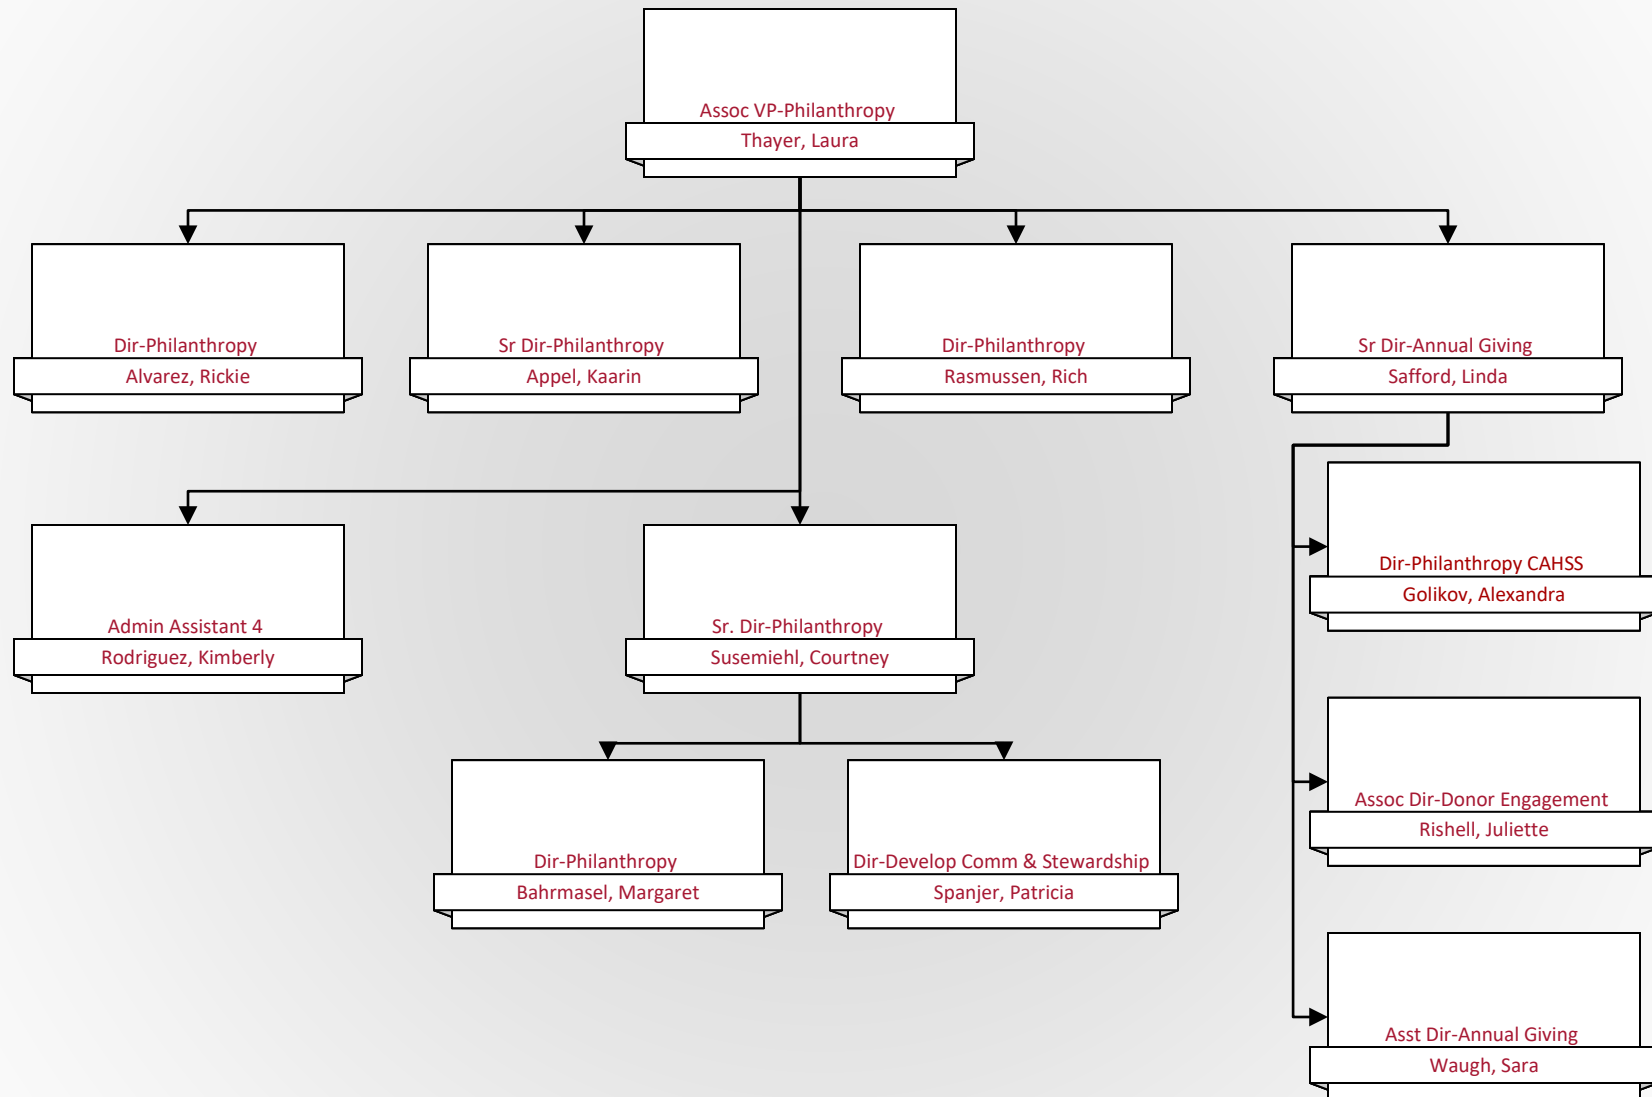 Assoc VP-Philanthropy
Thayer, Laura
Dir-Philanthropy
Alvarez, Rickie
Sr Dir-Philanthropy
Appel, Kaarin
Dir-Philanthropy
Rasmussen, Rich
Sr Dir-Annual Giving
Safford, Linda
Dir-Philanthropy CAHSS
Golikov, Alexandra
Admin Assistant 4
Rodriguez, Kimberly
Sr. Dir-Philanthropy
Susemiehl, Courtney
Assoc Dir-Donor Engagement
Rishell, Juliette
Dir-Philanthropy
Bahrmasel, Margaret
Dir-Develop Comm & Stewardship
Spanjer, Patricia
Asst Dir-Annual Giving
Waugh, Sara